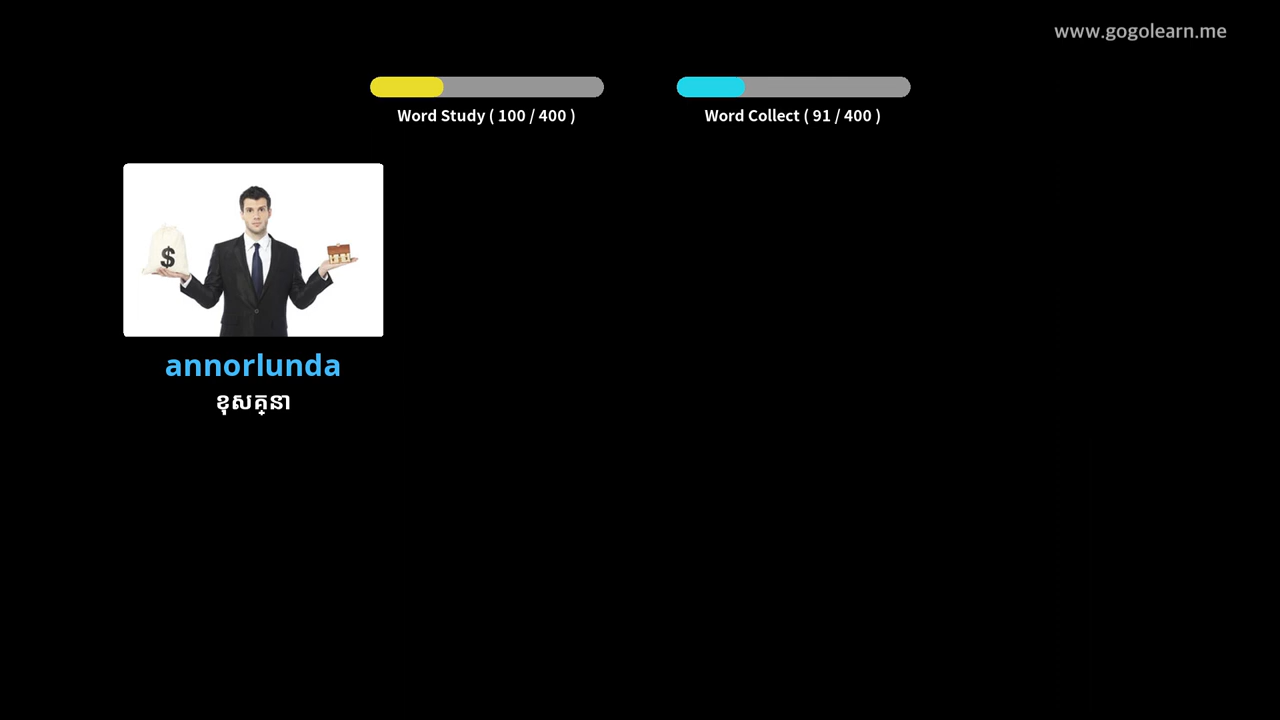 www.gogolearn.me
Word Study ( 100 / 400 )
Word Collect ( 91 / 400 )
$
annorlunda
ខុសគ្នា